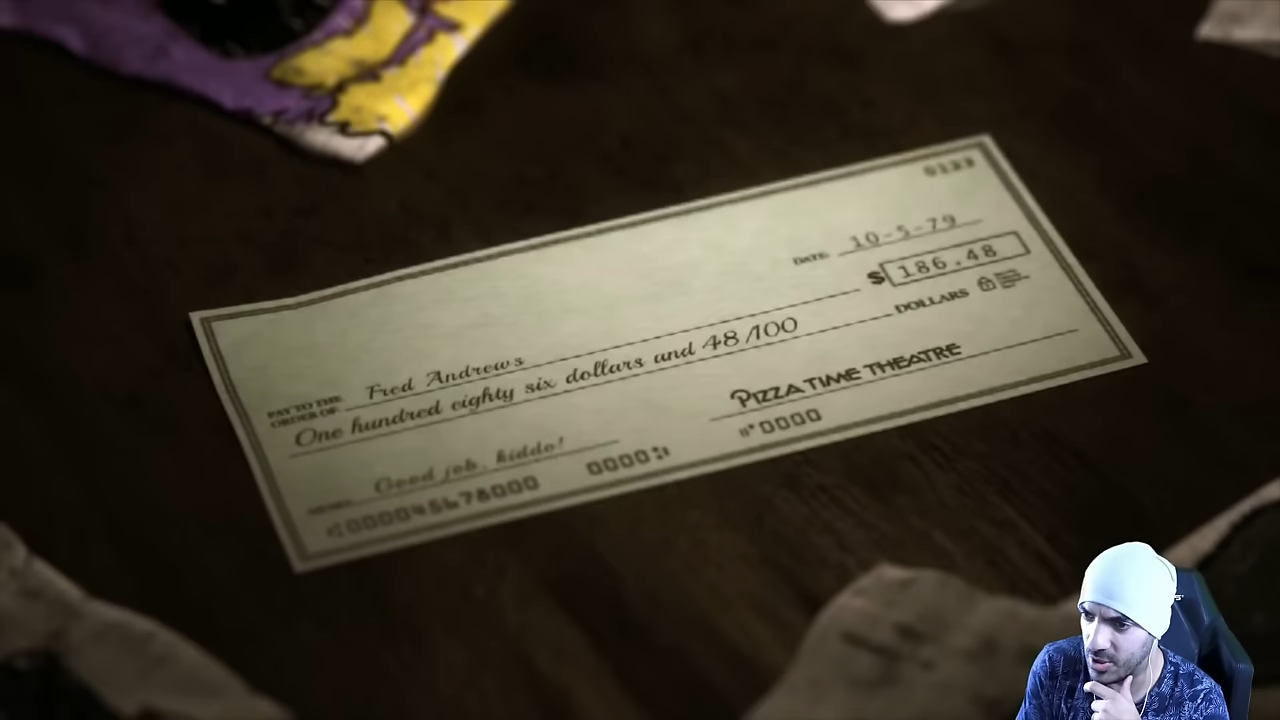 0133
DATE: 10-5-79
$ 186.48
PAY TO THE
ORDER OF: Fred Andrews
One hundred eighty six dollars and 48/100 DOLLARS
PIZZA TIME THEATRE
Good job, kiddo!
0000045678000 0000 0000